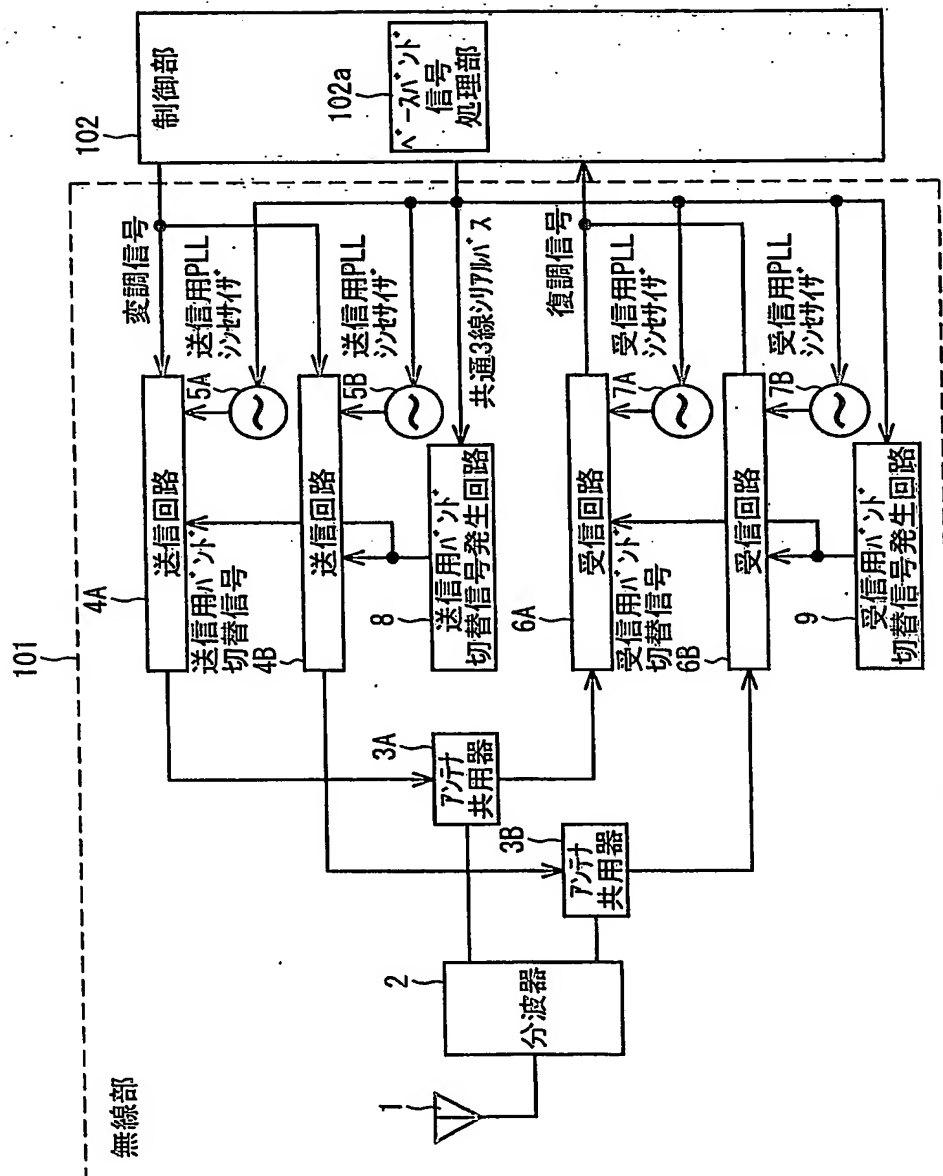 101
102
制御部
102a
ベースバンド
信号
処理部
無線部
1
2
分波器
3A
アンテナ
共用器
3B
アンテナ
共用器
4A
送信回路
変調信号
送信用バンド
切替信号
5A
送信用PLL
シンセサイザ
4B
送信回路
5B
送信用PLL
シンセサイザ
8
送信用バンド
切替信号発生回路
共通3線シリアルバス
6A
受信回路
復調信号
受信用バンド
切替信号
7A
受信用PLL
シンセサイザ
6B
受信回路
7B
受信用PLL
シンセサイザ
9
受信用バンド
切替信号発生回路